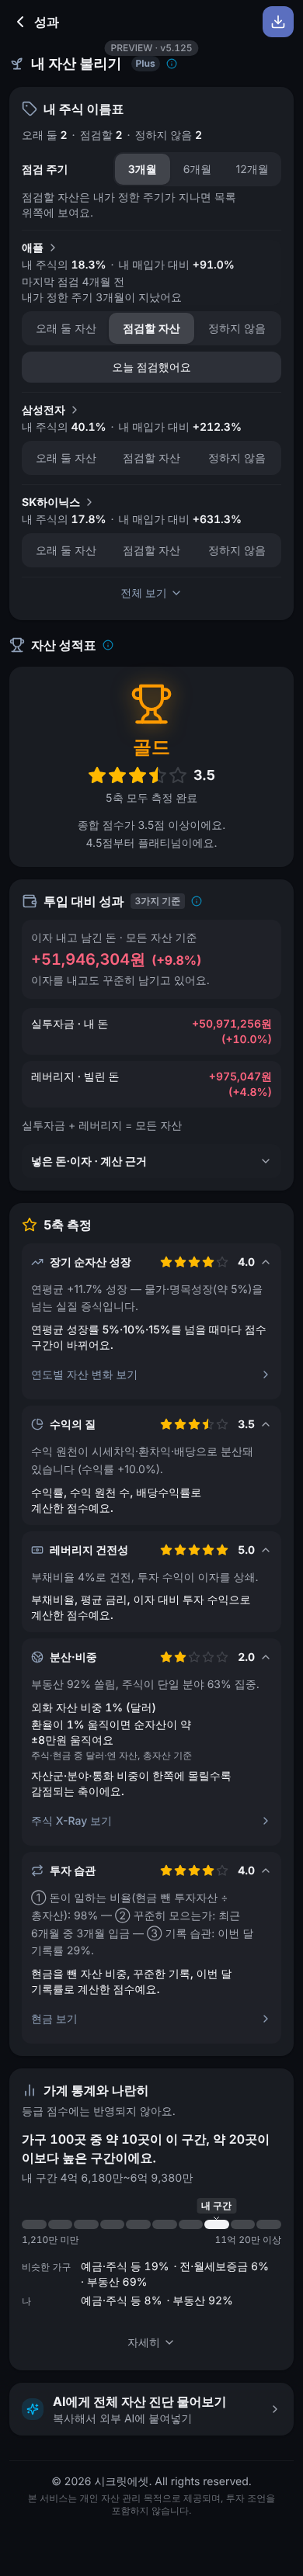 성과
PREVIEW · v5.125
내 자산 불리기 Plus
내 주식 이름표
오래 둘 2 · 점검할 2 · 정하지 않음 2
점검 주기 3개월 6개월 12개월
점검할 자산은 내가 정한 주기가 지나면 목록
위쪽에 보여요.
애플
내 주식의 18.3% · 내 매입가 대비 +91.0%
마지막 점검 4개월 전
내가 정한 주기 3개월이 지났어요
오래 둘 자산 점검할 자산 정하지 않음
오늘 점검했어요
삼성전자
내 주식의 40.1% · 내 매입가 대비 +212.3%
오래 둘 자산 점검할 자산 정하지 않음
SK하이닉스
내 주식의 17.8% · 내 매입가 대비 +631.3%
오래 둘 자산 점검할 자산 정하지 않음
전체 보기
자산 성적표
골드
3.5
5축 모두 측정 완료
종합 점수가 3.5점 이상이에요.
4.5점부터 플래티넘이에요.
투입 대비 성과 3가지 기준
이자 내고 남긴 돈 · 모든 자산 기준
+51,946,304원 (+9.8%)
이자를 내고도 꾸준히 남기고 있어요.
실투자금 · 내 돈 +50,971,256원
(+10.0%)
레버리지 · 빌린 돈 +975,047원
(+4.8%)
실투자금 + 레버리지 = 모든 자산
넣은 돈·이자 · 계산 근거
5축 측정
장기 순자산 성장 4.0
연평균 +11.7% 성장 — 물가·명목성장(약 5%)을
넘는 실질 증식입니다.
연평균 성장률 5%·10%·15%를 넘을 때마다 점수
구간이 바뀌어요.
연도별 자산 변화 보기
수익의 질 3.5
수익 원천이 시세차익·환차익·배당으로 분산돼
있습니다 (수익률 +10.0%).
수익률, 수익 원천 수, 배당수익률로
계산한 점수예요.
레버리지 건전성 5.0
부채비율 4%로 건전, 투자 수익이 이자를 상쇄.
부채비율, 평균 금리, 이자 대비 투자 수익으로
계산한 점수예요.
분산·비중 2.0
부동산 92% 쏠림, 주식이 단일 분야 63% 집중.
외화 자산 비중 1% (달러)
환율이 1% 움직이면 순자산이 약
±8만원 움직여요
주식·현금 중 달러·엔 자산, 총자산 기준
자산군·분야·통화 비중이 한쪽에 몰릴수록
감점되는 축이에요.
주식 X-Ray 보기
투자 습관 4.0
① 돈이 일하는 비율(현금 뺀 투자자산 ÷
총자산): 98% — ② 꾸준히 모으는가: 최근
6개월 중 3개월 입금 — ③ 기록 습관: 이번 달
기록률 29%.
현금을 뺀 자산 비중, 꾸준한 기록, 이번 달
기록률로 계산한 점수예요.
현금 보기
가계 통계와 나란히
등급 점수에는 반영되지 않아요.
가구 100곳 중 약 10곳이 이 구간, 약 20곳이
이보다 높은 구간이에요.
내 구간 4억 6,180만~6억 9,380만
내 구간
1,210만 미만 11억 20만 이상
비슷한 가구 예금·주식 등 19% · 전·월세보증금 6%
· 부동산 69%
나 예금·주식 등 8% · 부동산 92%
자세히
AI에게 전체 자산 진단 물어보기
복사해서 외부 AI에 붙여넣기
© 2026 시크릿에셋. All rights reserved.
본 서비스는 개인 자산 관리 목적으로 제공되며, 투자 조언을
포함하지 않습니다.